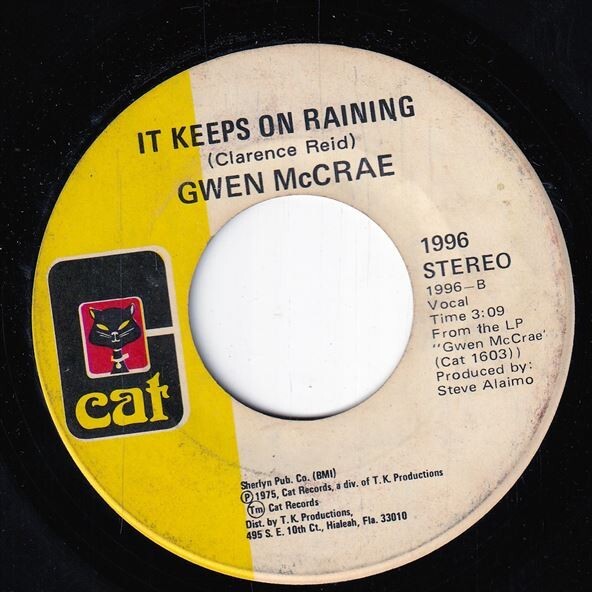 IT KEEPS ON RAINING
(Clarence Reid)
GWEN McCRAE
1996
STEREO
1996-B
Vocal
Time 3:09
From the LP
"Gwen McCrae'
(Cat 1603))
Produced by:
Steve Alaimo
cat
Sherlyn Pub. Co. (BMI)
Ⓟ1975, Cat Records, a div. of T. K. Productions
Tm Cat Records
Dist. by T. K. Productions,
495 S. E. 10th Ct., Hialeah, Fla. 33010